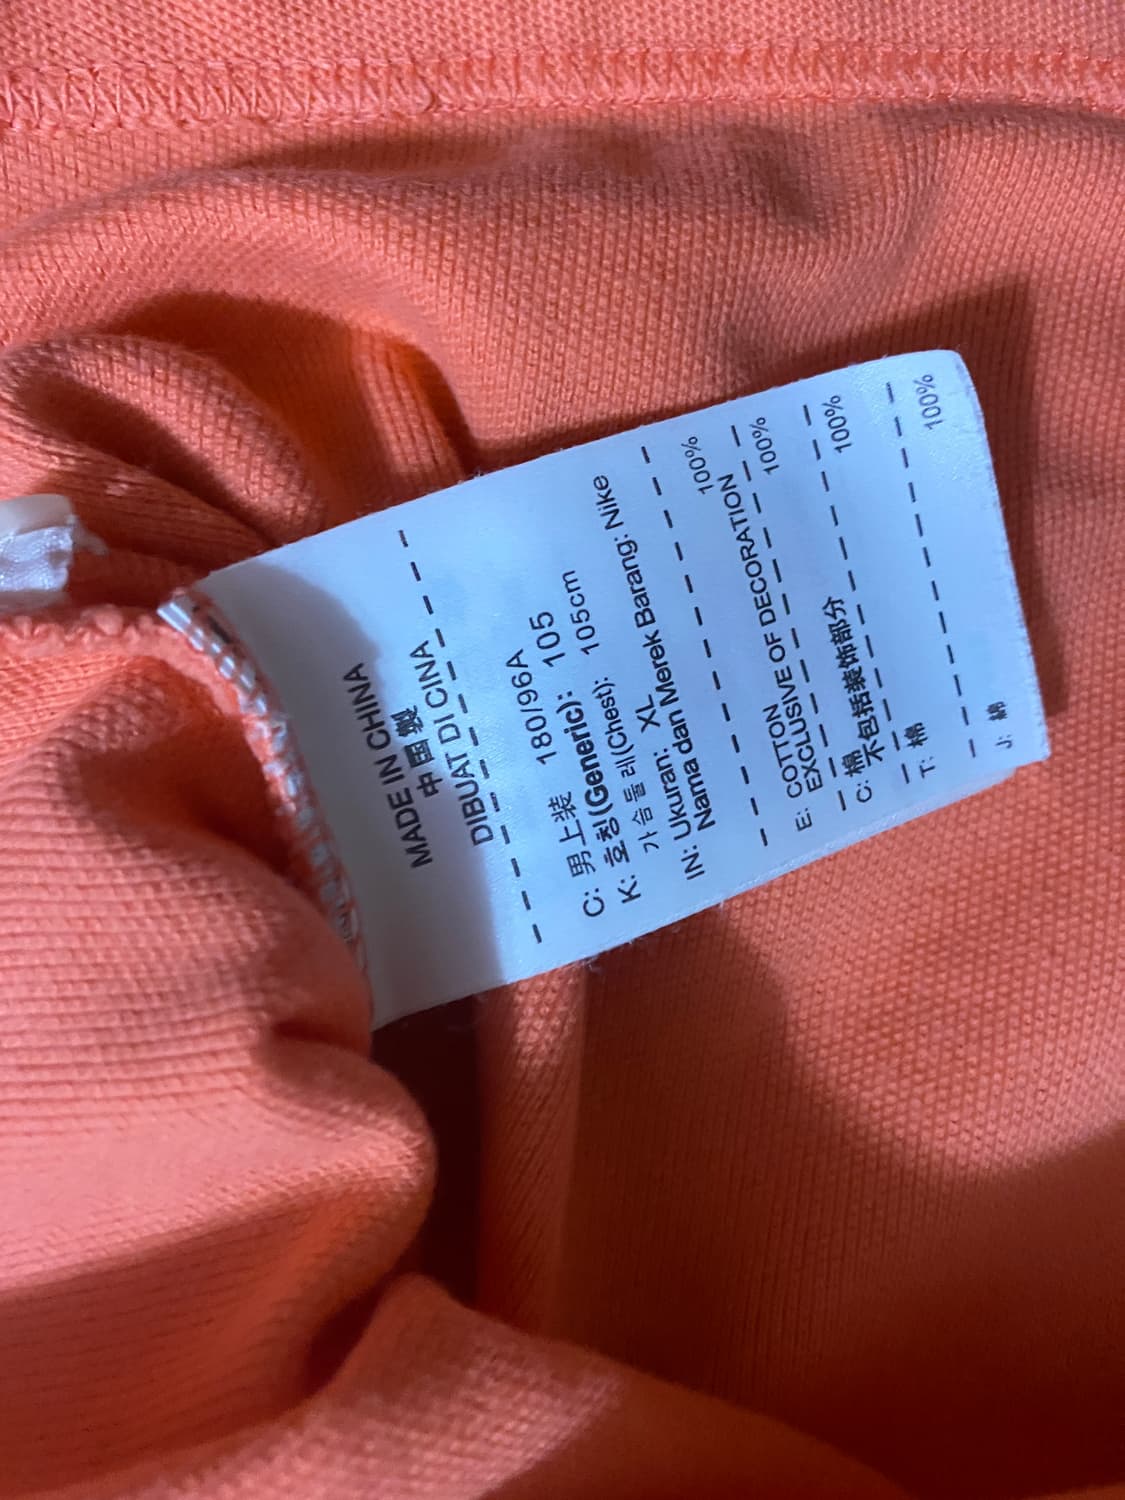 MADE IN CHINA
中国製
DIBUAT DI CINA
C: 男上装 180/96A
K: 호칭(Generic): 105
가슴둘레(Chest): 105cm
IN: Ukuran: XL
Nama dan Merek Barang: Nike
E: COTTON 100%
EXCLUSIVE OF DECORATION
C: 棉 100%
不包括装饰部分
T: 棉 100%
J: 綿 100%